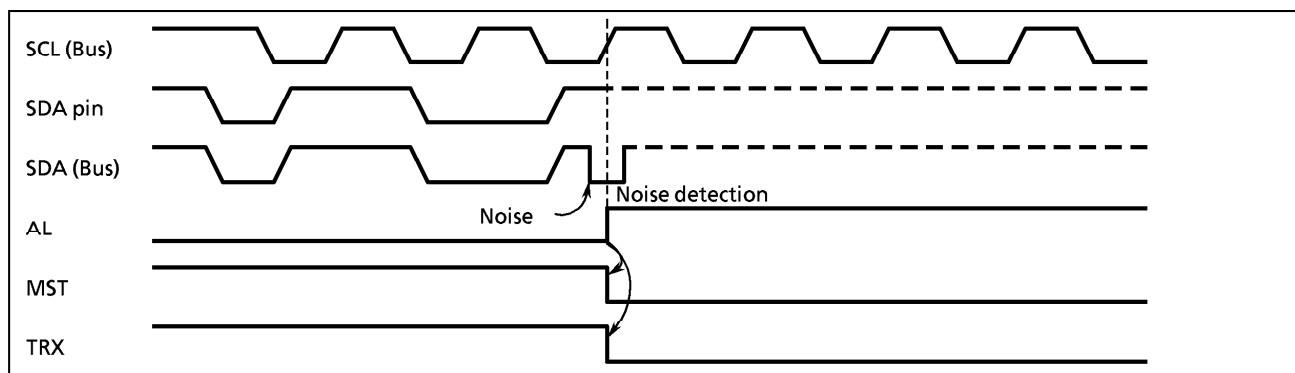 SCL (Bus)
SDA pin
SDA (Bus)
Noise detection
Noise
AL
MST
TRX